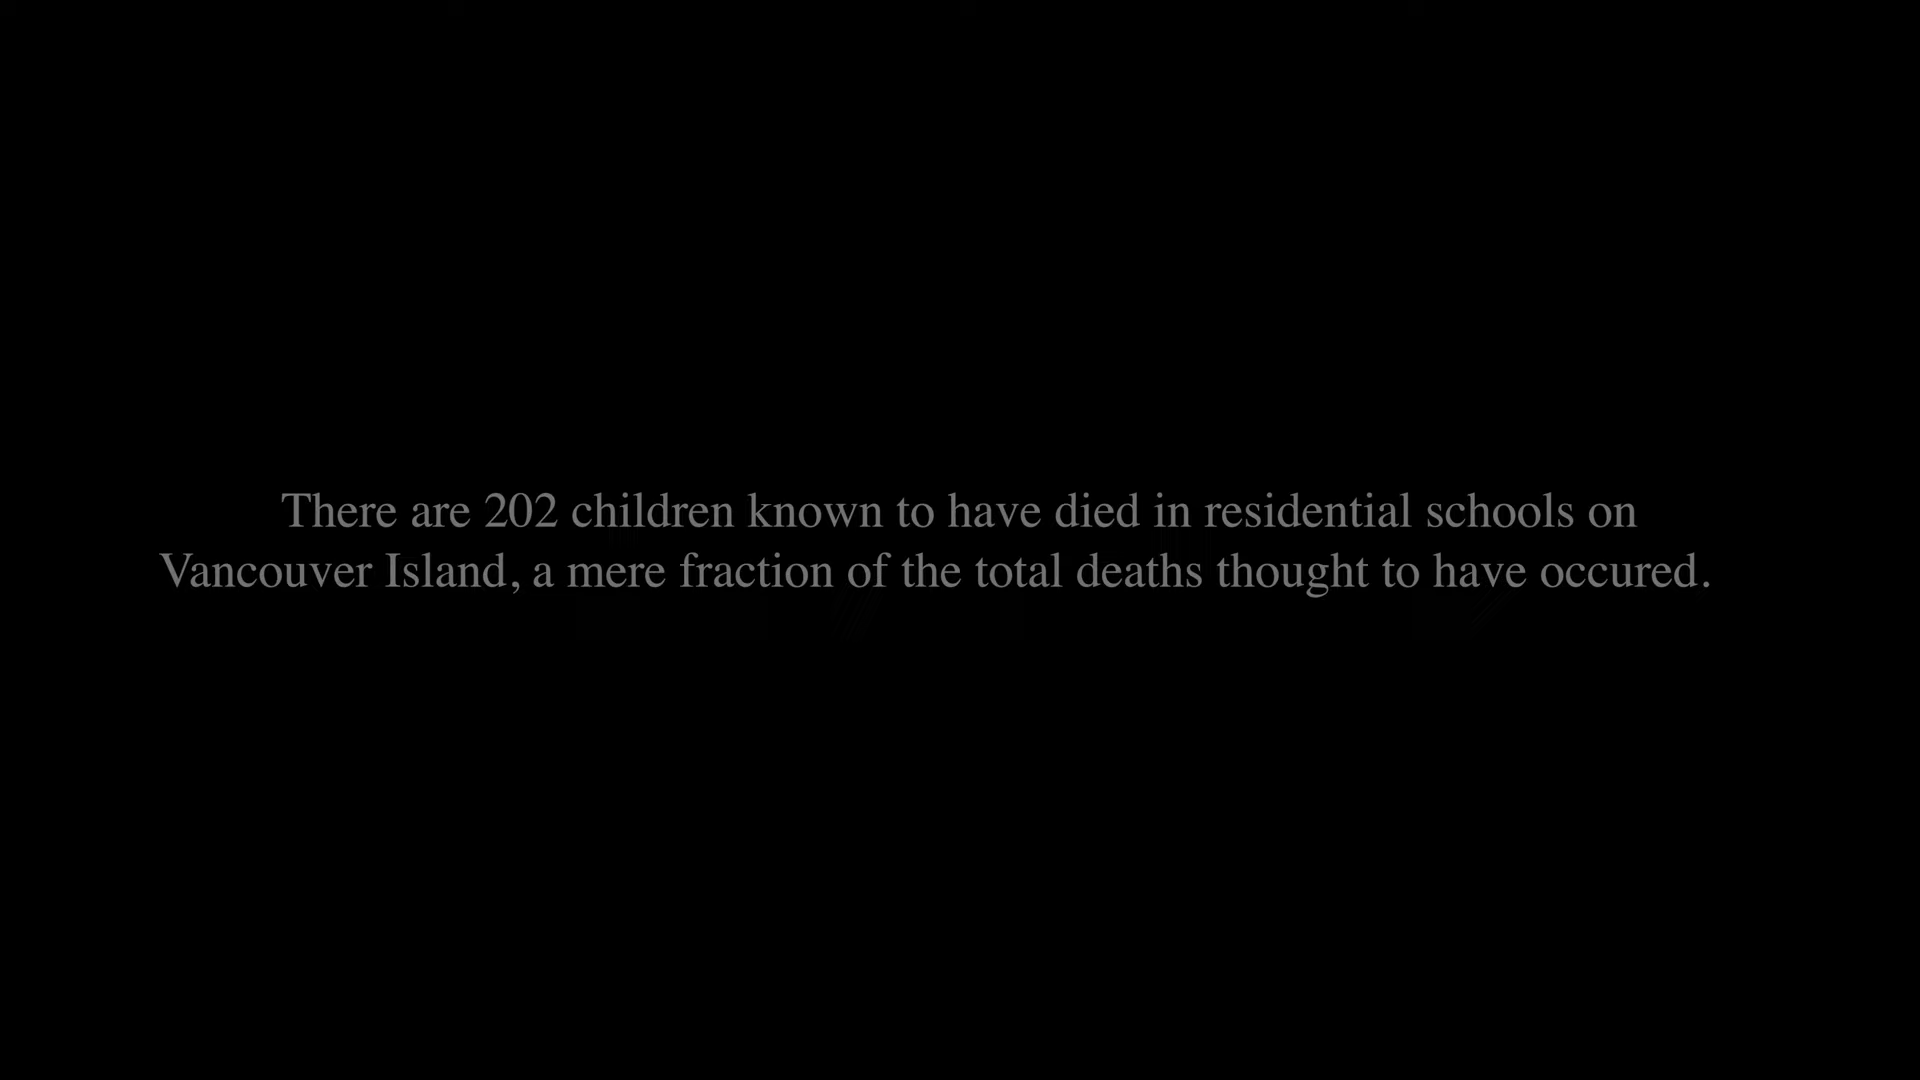 There are 202 children known to have died in residential schools on
Vancouver Island, a mere fraction of the total deaths thought to have occured.